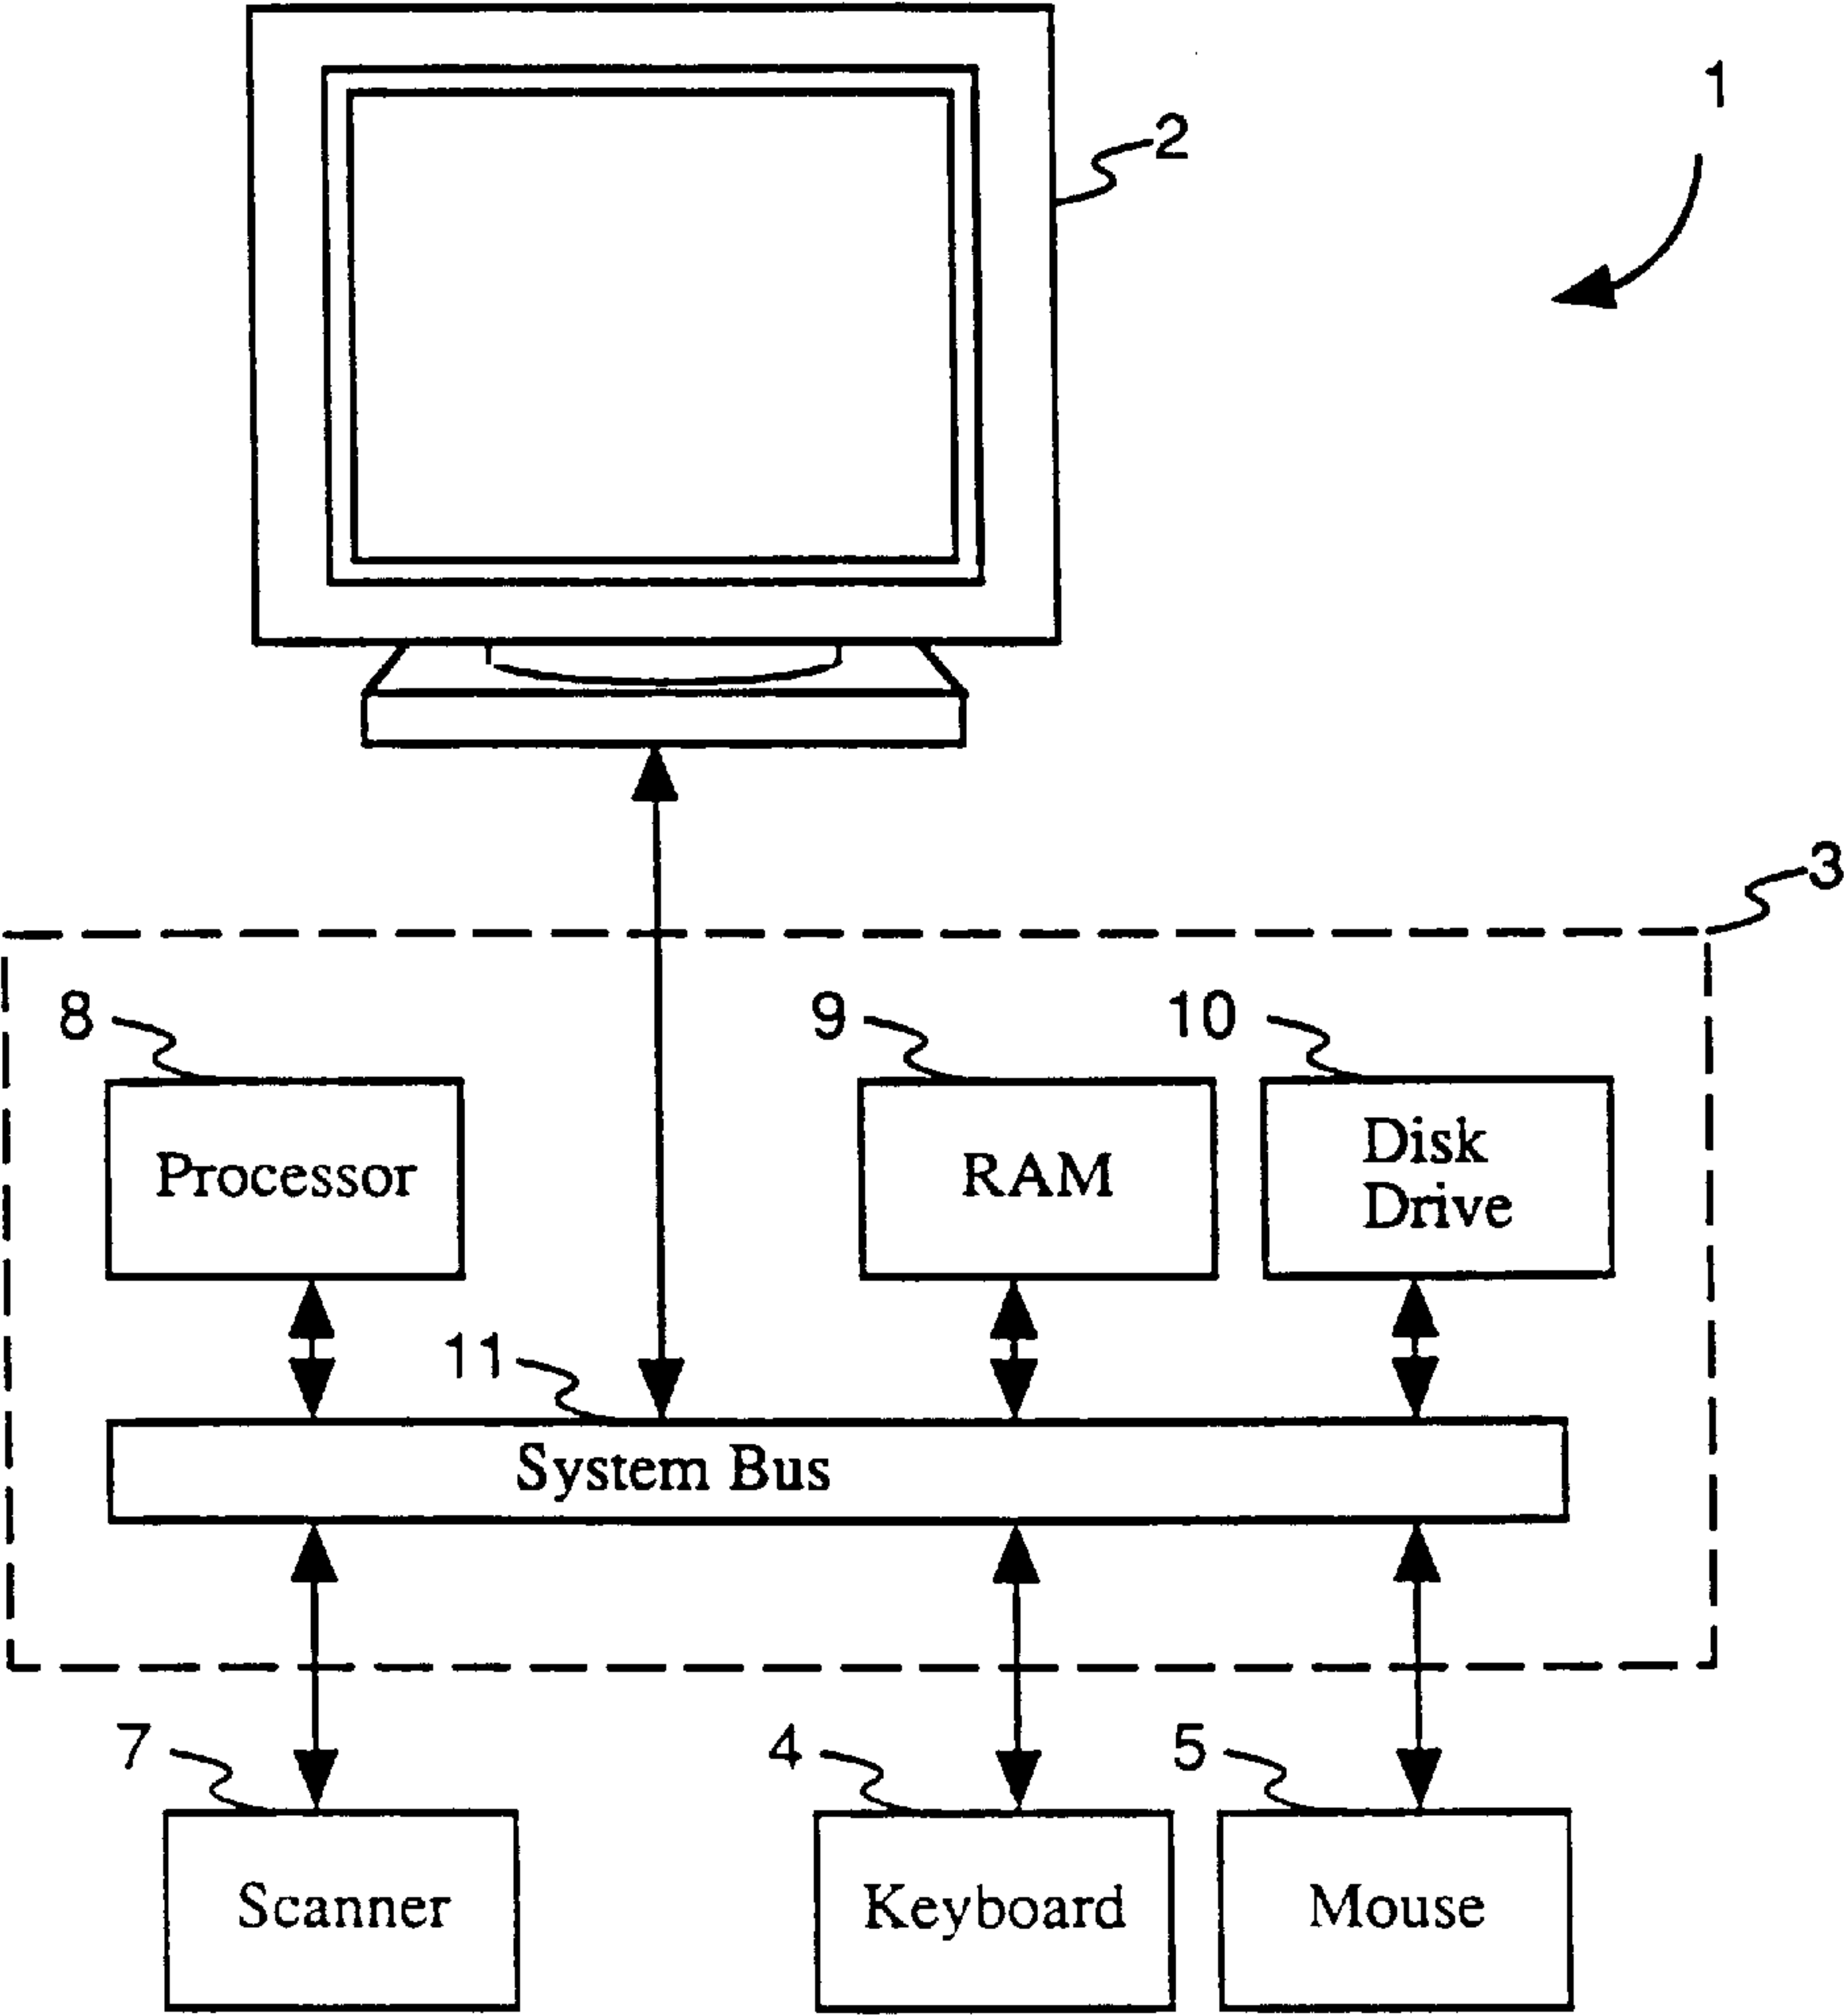 1
2
3
8
9
10
Processor
RAM
Disk
Drive
11
System Bus
7
4
5
Scanner
Keyboard
Mouse